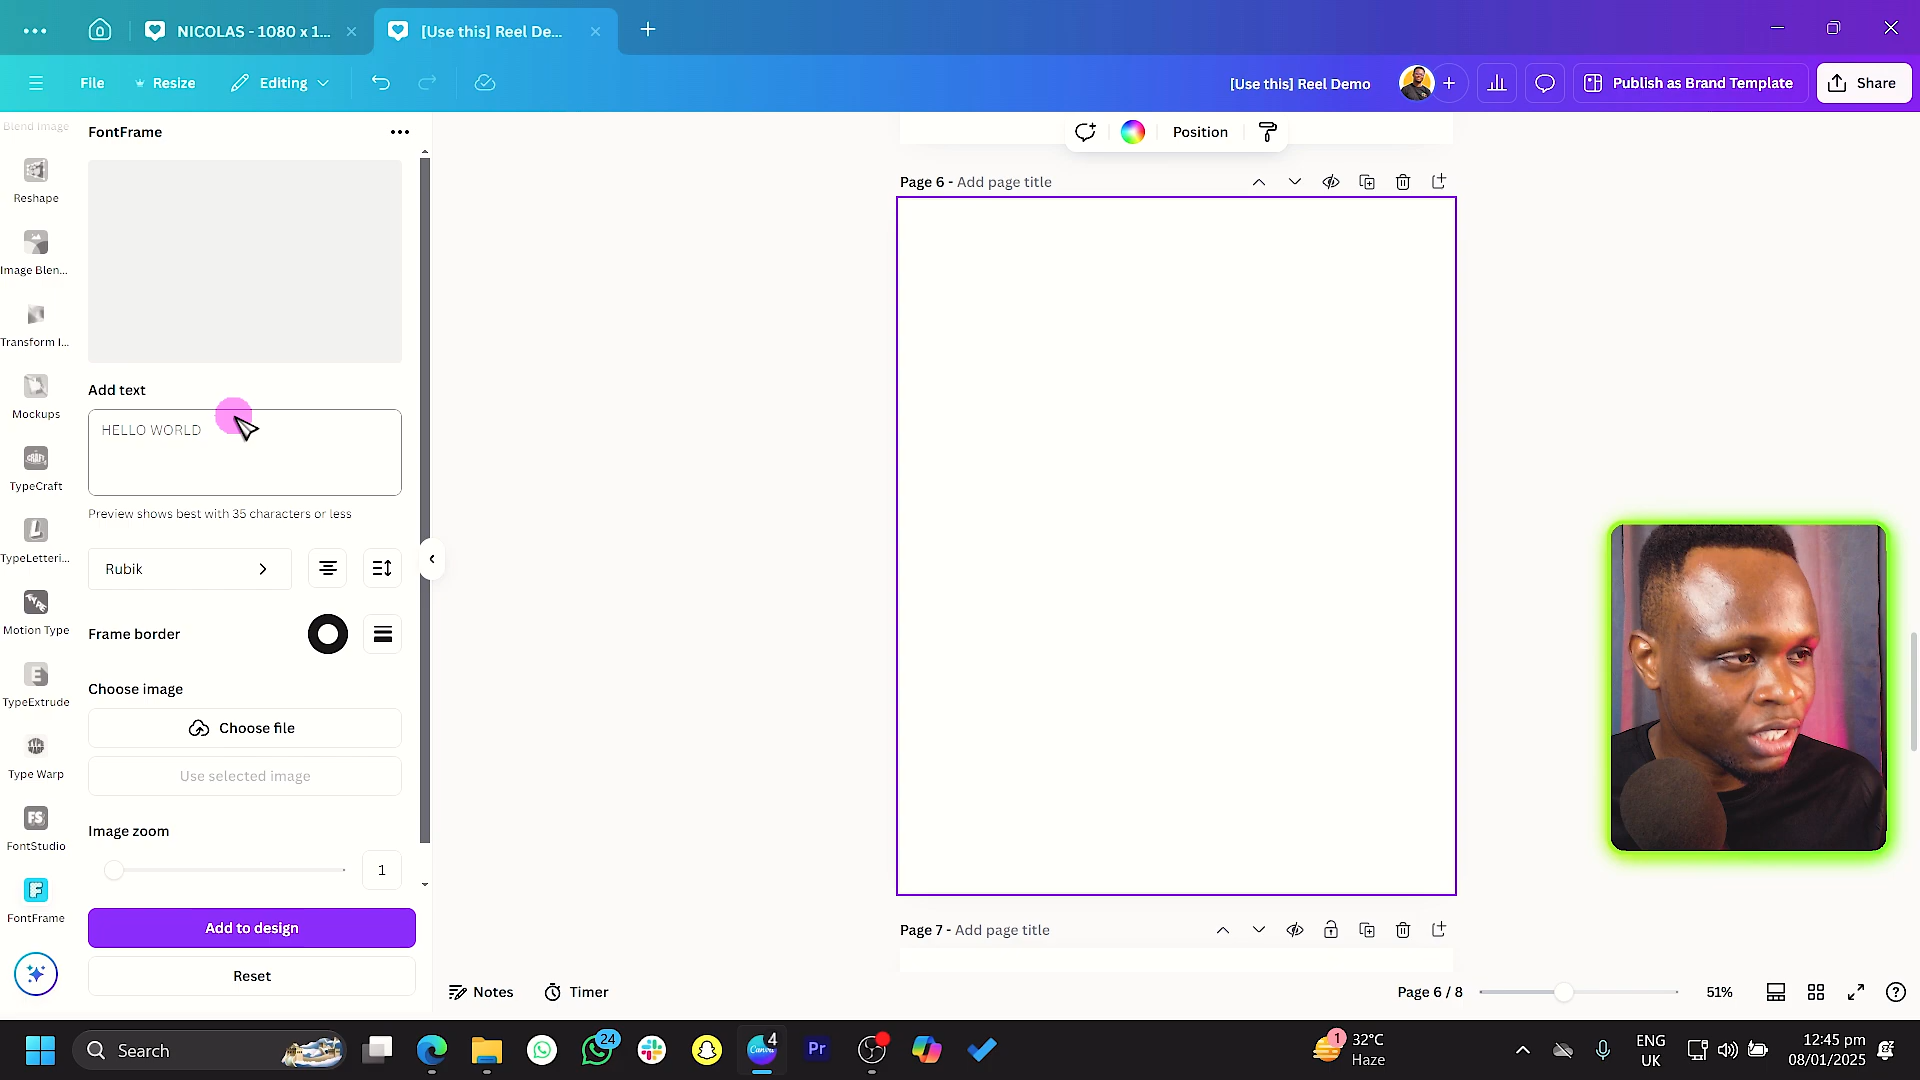 NICOLAS - 1080 x 1...
[Use this] Reel De...
File
Resize
Editing
[Use this] Reel Demo
Publish as Brand Template
Share
Blend Image
Reshape
Image Blen...
Transform I...
Mockups
TypeCraft
TypeLetteri...
Motion Type
TypeExtrude
Type Warp
FontStudio
FontFrame
FontFrame
Add text
HELLO WORLD
Preview shows best with 35 characters or less
Rubik
Frame border
Choose image
Choose file
Use selected image
Image zoom
1
Add to design
Reset
Position
Page 6 - Add page title
Page 7 - Add page title
Notes
Timer
Page 6 / 8
51%
Search
24
Canva
4
Pr
1
32°C
Haze
ENG
UK
12:45 pm
08/01/2025